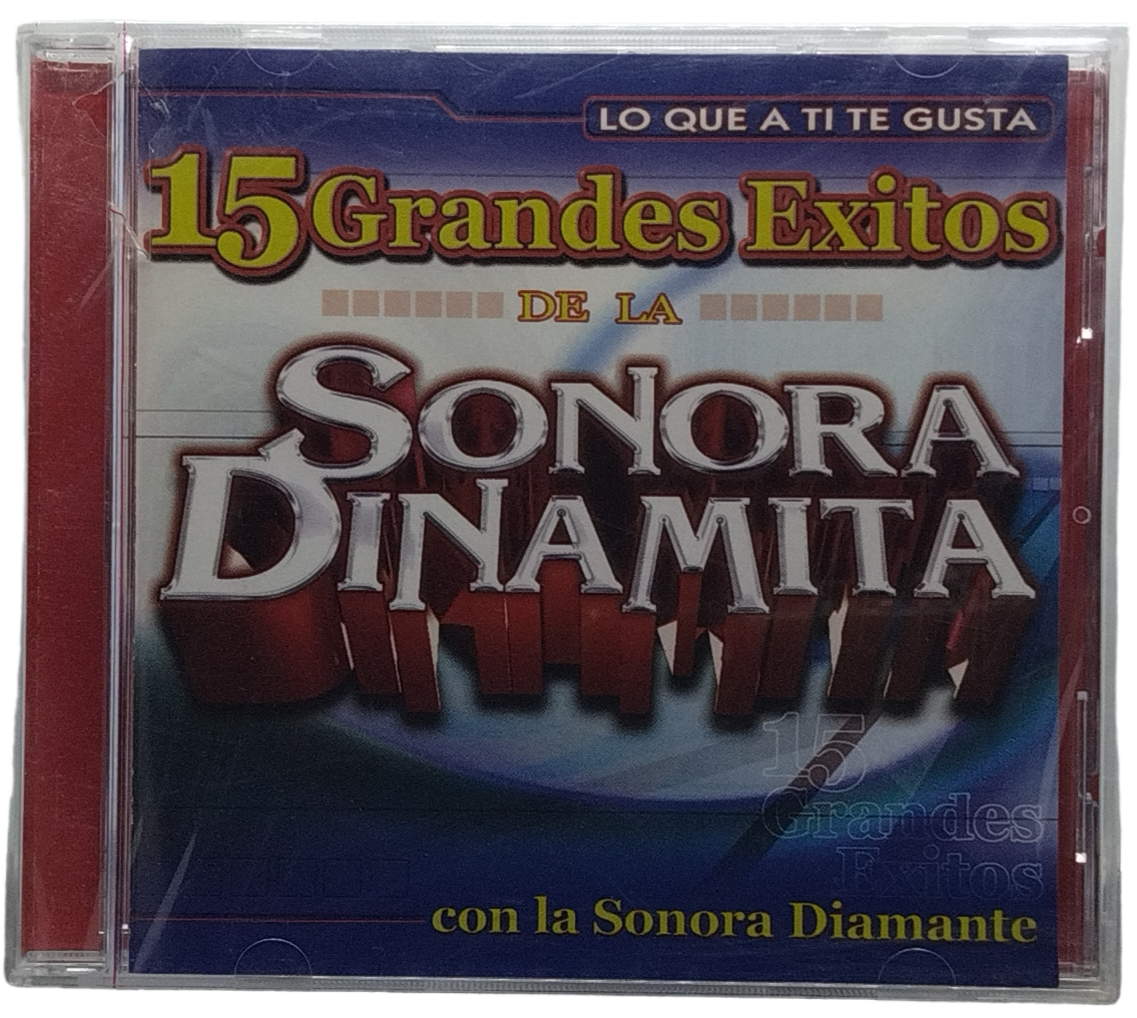 LO QUE A TI TE GUSTA
15 Grandes Exitos
DE LA
SONORA
DINAMITA
15
Grandes
Exitos
con la Sonora Diamante